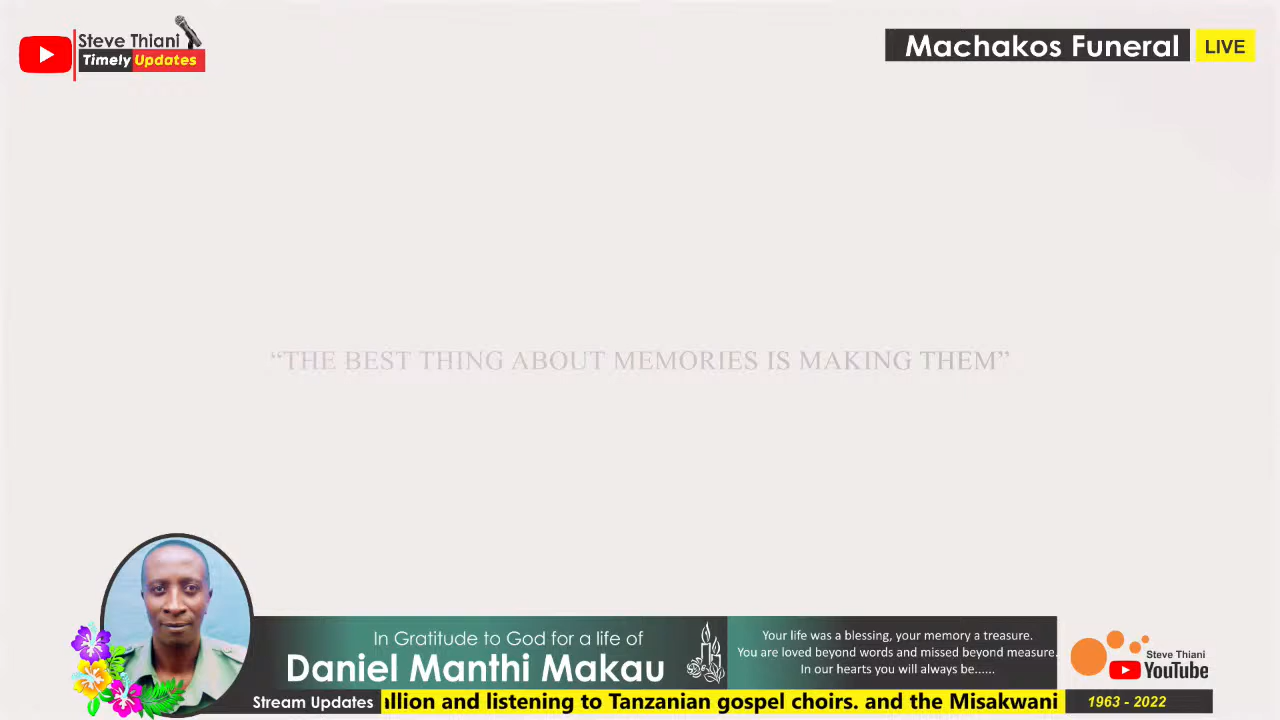 Steve Thiani
Timely Updates
Machakos Funeral LIVE
“THE BEST THING ABOUT MEMORIES IS MAKING THEM”
In Gratitude to God for a life of
Daniel Manthi Makau
Your life was a blessing, your memory a treasure.
You are loved beyond words and missed beyond measure.
In our hearts you will always be......
Steve Thiani
YouTube
Stream Updates
and listening to Tanzanian gospel choirs. and the Misakwani
1963 - 2022